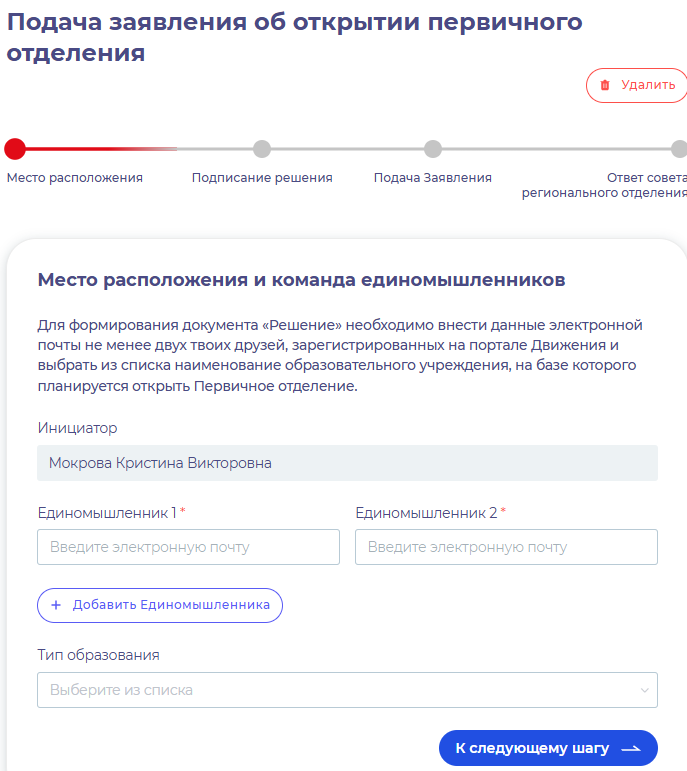 Подача заявления об открытии первичного
отделения
Удалить
Место расположения
Подписание решения
Подача Заявления
Ответ совета
регионального отделения
Место расположения и команда единомышленников
Для формирования документа «Решение» необходимо внести данные электронной
почты не менее двух твоих друзей, зарегистрированных на портале Движения и
выбрать из списка наименование образовательного учреждения, на базе которого
планируется открыть Первичное отделение.
Инициатор
Мокрова Кристина Викторовна
Единомышленник 1 *
Единомышленник 2 *
Введите электронную почту
Введите электронную почту
+ Добавить Единомышленника
Тип образования
Выберите из списка
К следующему шагу